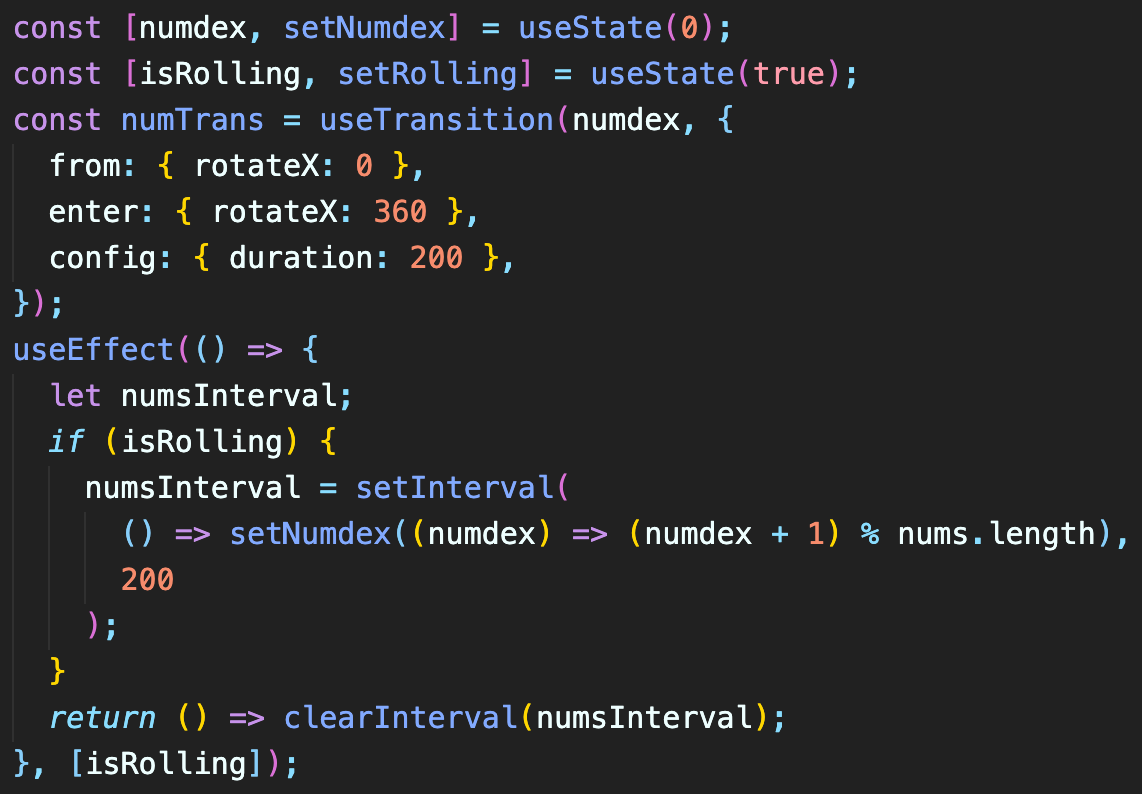 const [numdex, setNumdex] = useState(0);
const [isRolling, setRolling] = useState(true);
const numTrans = useTransition(numdex, {
  from: { rotateX: 0 },
  enter: { rotateX: 360 },
  config: { duration: 200 },
});
useEffect(() => {
  let numsInterval;
  if (isRolling) {
    numsInterval = setInterval(
      () => setNumdex((numdex) => (numdex + 1) % nums.length),
      200
    );
  }
  return () => clearInterval(numsInterval);
}, [isRolling]);